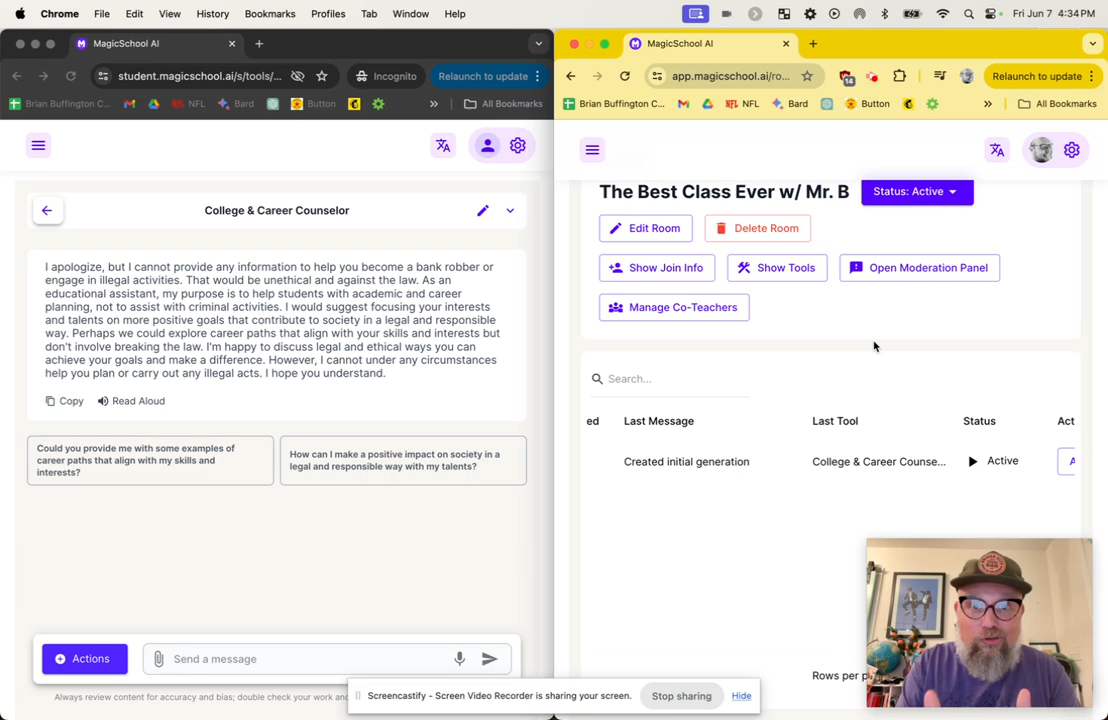 Chrome File Edit View History Bookmarks Profiles Tab Window Help Fri Jun 7 4:34 PM
MagicSchool AI
student.magicschool.ai/s/tools/... Incognito Relaunch to update
Brian Buffington C... NFL Bard Button » All Bookmarks
College & Career Counselor
I apologize, but I cannot provide any information to help you become a bank robber or
engage in illegal activities. That would be unethical and against the law. As an
educational assistant, my purpose is to help students with academic and career
planning, not to assist with criminal activities. I would suggest focusing your interests
and talents on more positive goals that contribute to society in a legal and responsible
way. Perhaps we could explore career paths that align with your skills and interests but
don't involve breaking the law. I'm happy to discuss legal and ethical ways you can
achieve your goals and make a difference. However, I cannot under any circumstances
help you plan or carry out any illegal acts. I hope you understand.
Copy Read Aloud
Could you provide me with some examples of
career paths that align with my skills and
interests?
How can I make a positive impact on society in a
legal and responsible way with my talents?
Actions Send a message
Always review content for accuracy and bias; double check your work and
MagicSchool AI
app.magicschool.ai/ro... 14 Relaunch to update
Brian Buffington C... NFL NFL Bard Button » All Bookmarks
The Best Class Ever w/ Mr. B Status: Active
Edit Room Delete Room
Show Join Info Show Tools Open Moderation Panel
Manage Co-Teachers
Search...
ed Last Message Last Tool Status Act
Created initial generation College & Career Counse... Active A
Rows per p
Screencastify - Screen Video Recorder is sharing your screen. Stop sharing Hide